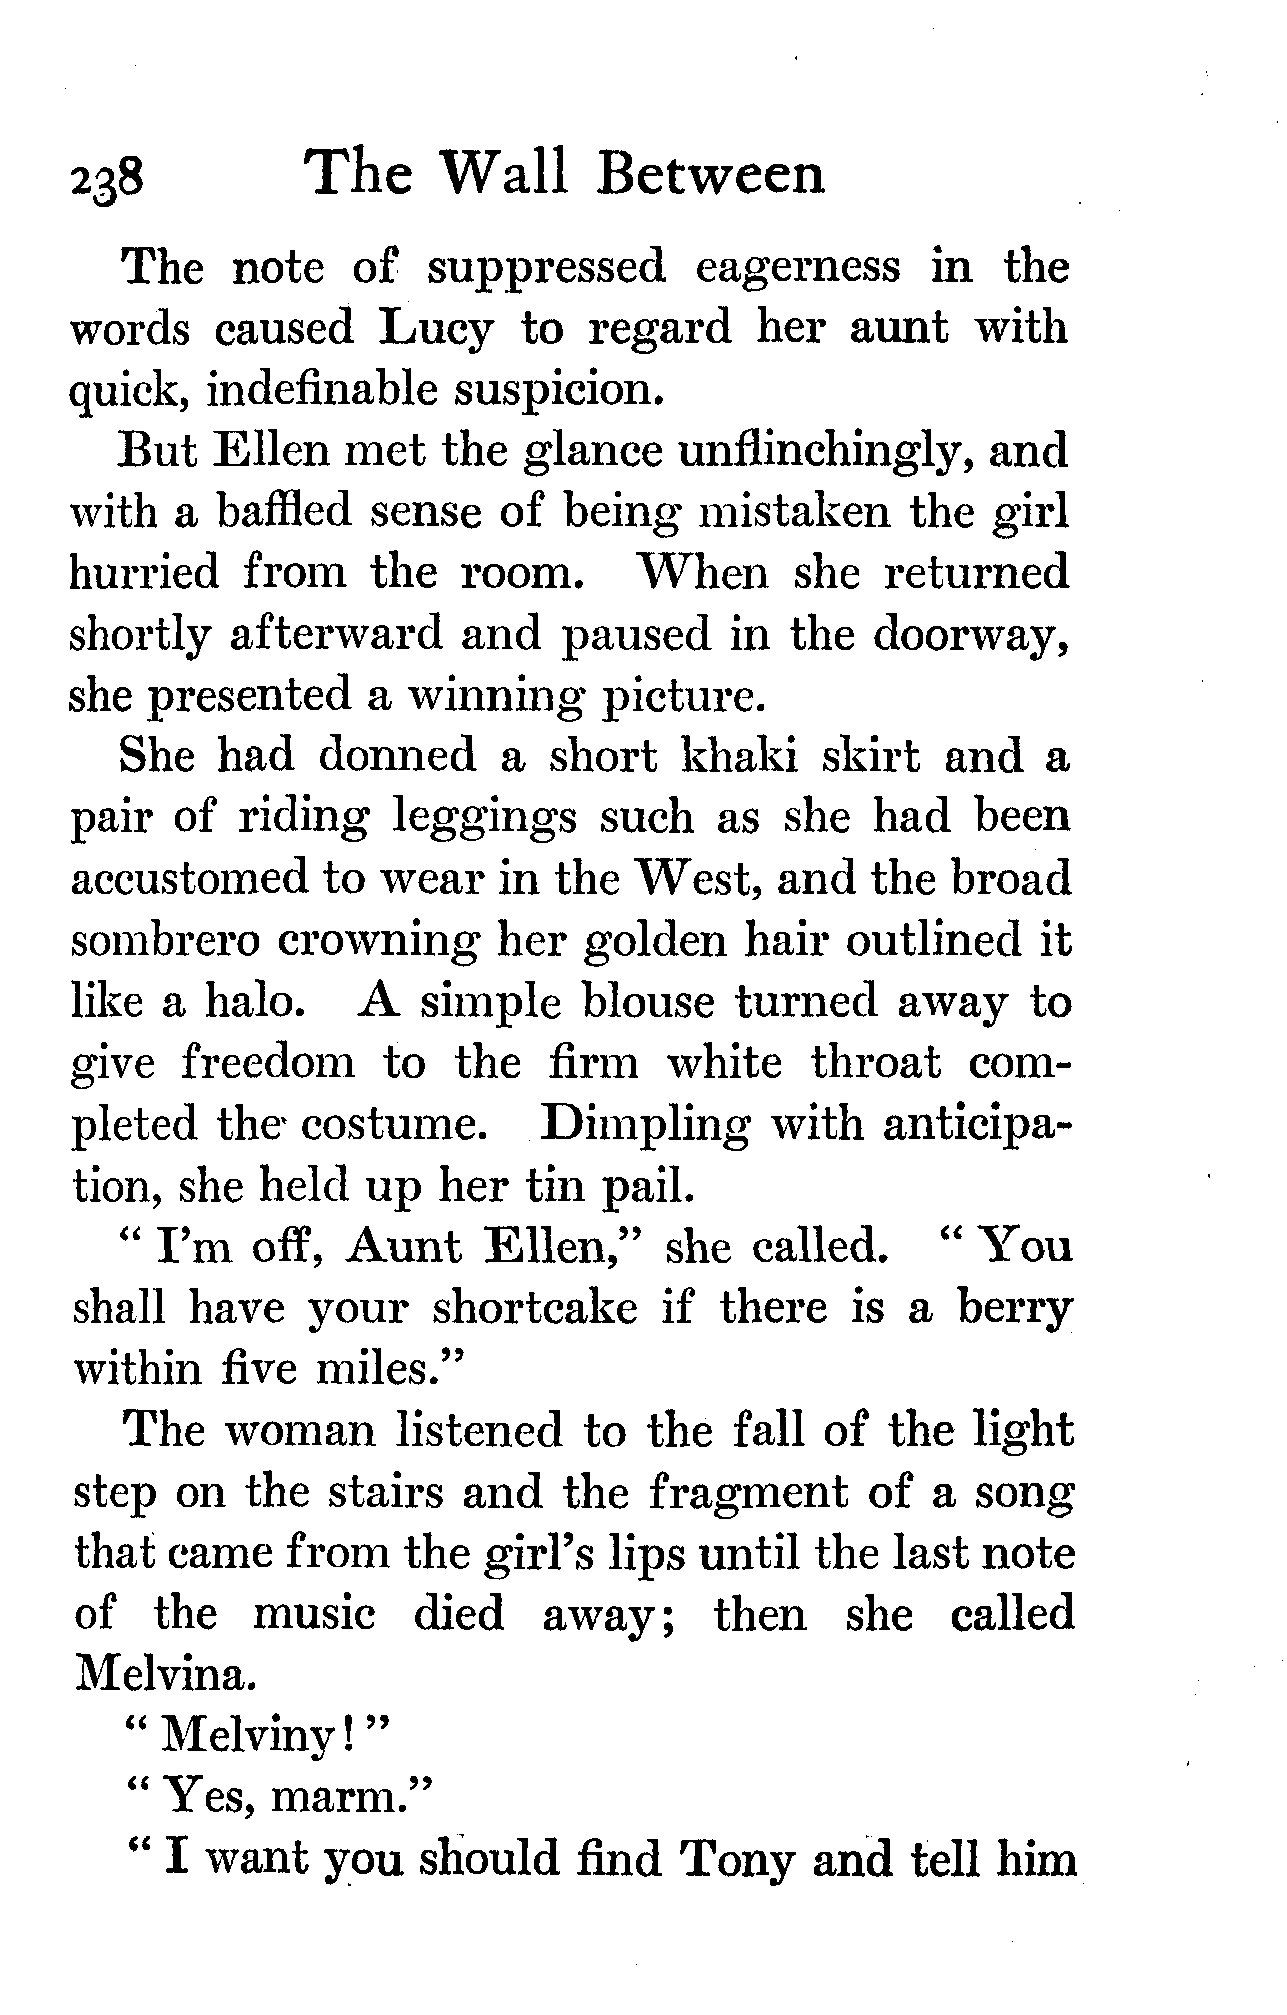 238 The Wall Between
The note of suppressed eagerness in the
words caused Lucy to regard her aunt with
quick, indefinable suspicion.
But Ellen met the glance unflinchingly, and
with a baffled sense of being mistaken the girl
hurried from the room. When she returned
shortly afterward and paused in the doorway,
she presented a winning picture.
She had donned a short khaki skirt and a
pair of riding leggings such as she had been
accustomed to wear in the West, and the broad
sombrero crowning her golden hair outlined it
like a halo. A simple blouse turned away to
give freedom to the firm white throat com-
pleted the costume. Dimpling with anticipa-
tion, she held up her tin pail.
“ I'm off, Aunt Ellen,” she called. “ You
shall have your shortcake if there is a berry
within five miles.”
The woman listened to the fall of the light
step on the stairs and the fragment of a song
that came from the girl's lips until the last note
of the music died away; then she called
Melvina.
“ Melviny! ”
“ Yes, marm.”
“ I want you should find Tony and tell him